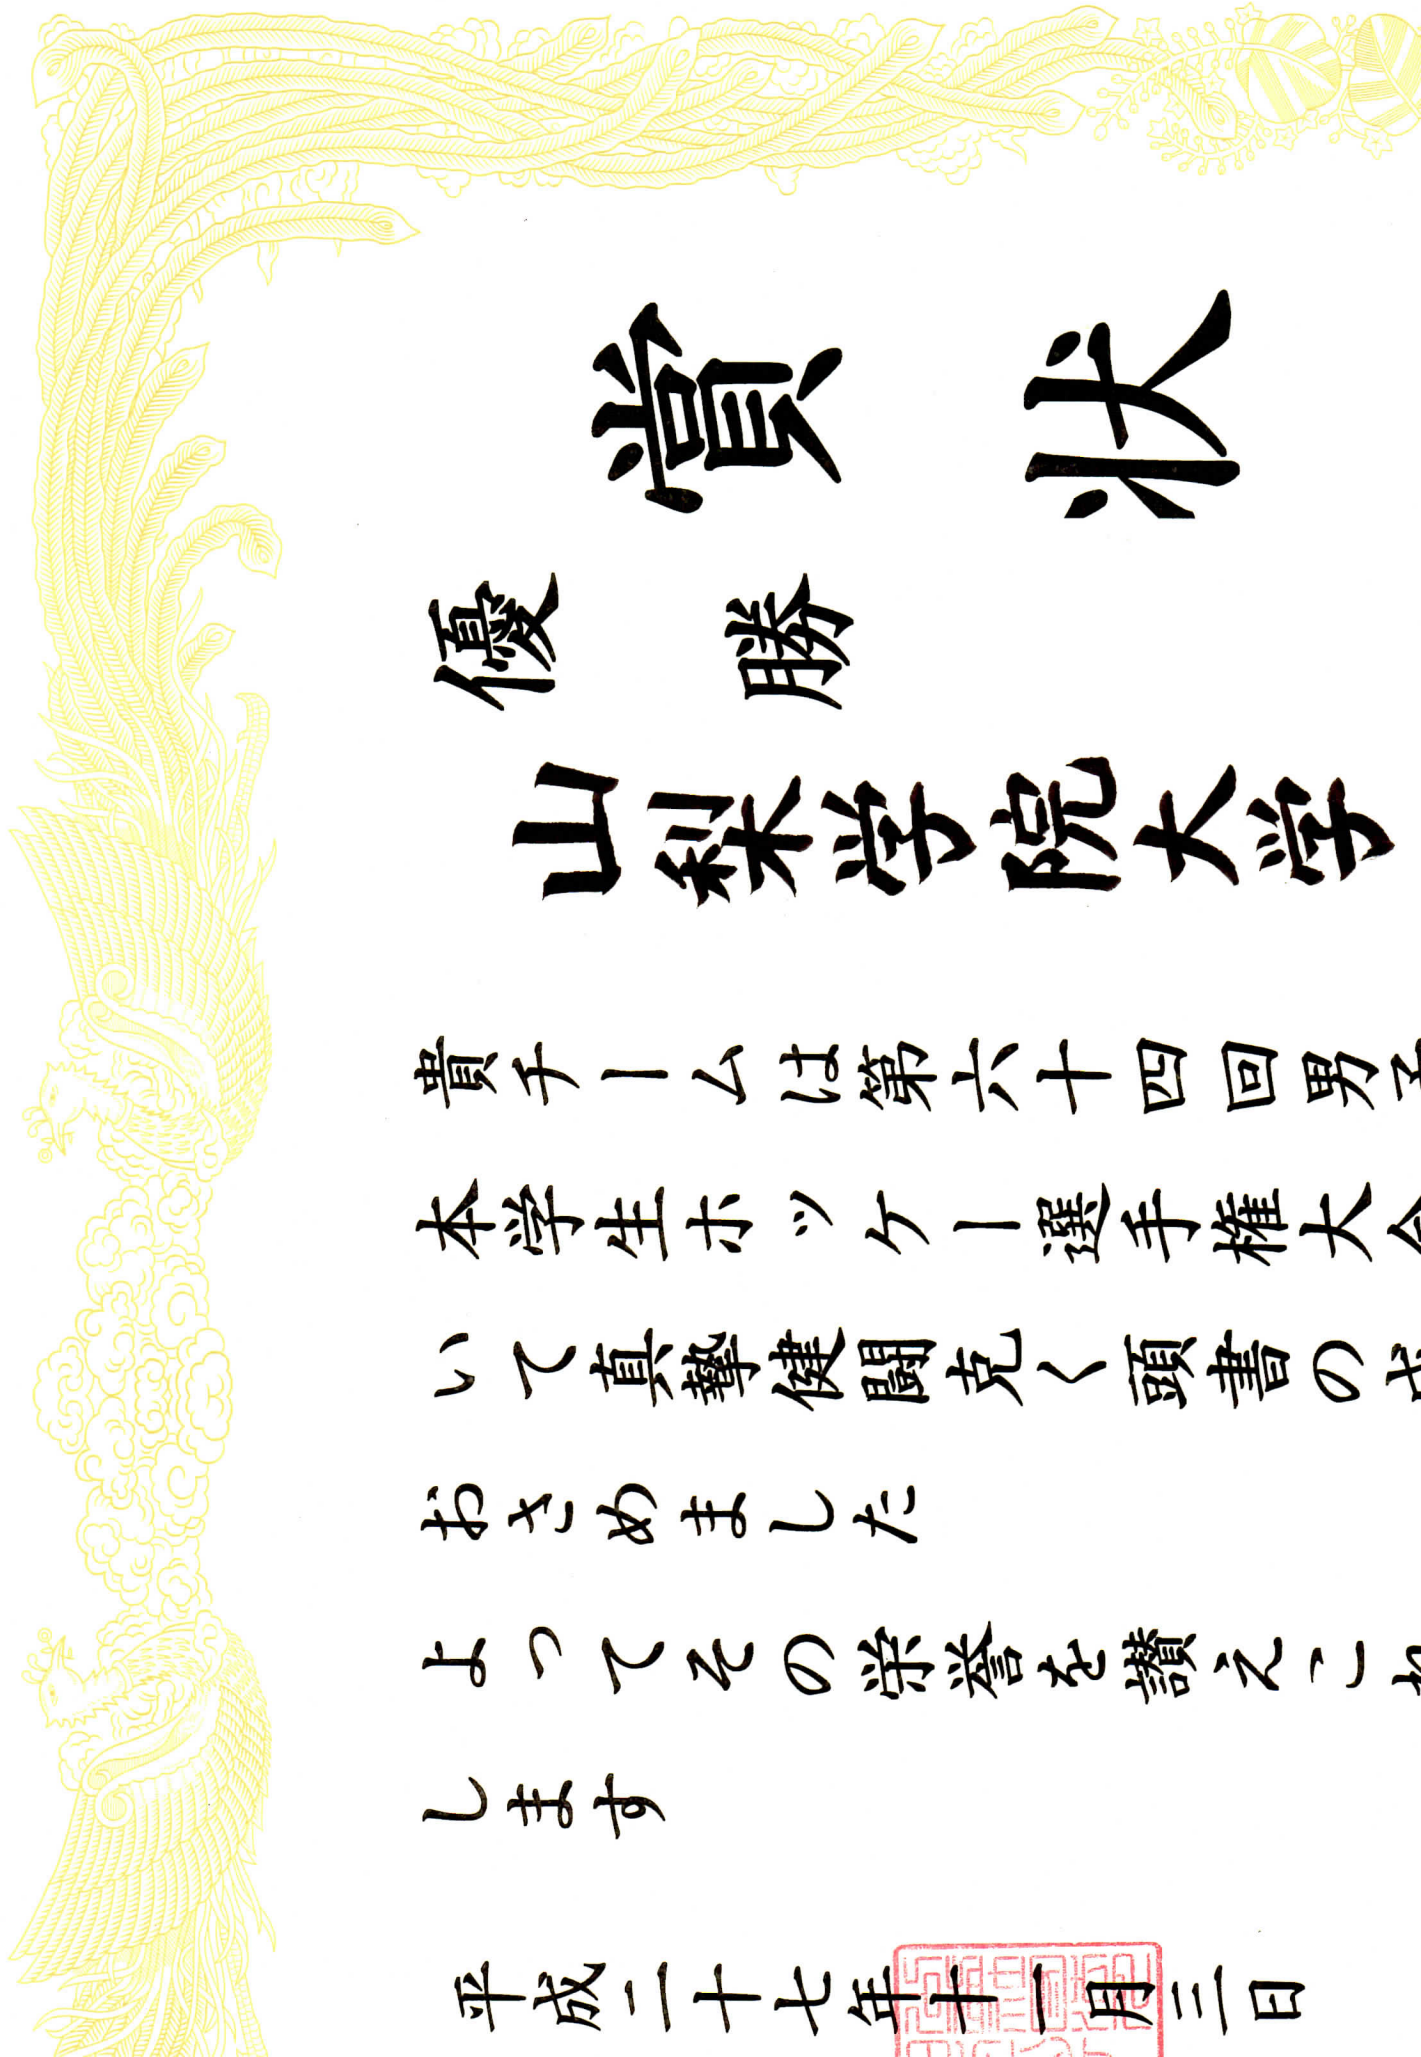 賞状
優勝
山梨学院大学
貴チームは第六十四回男子
本学生ホッケー選手権大会
いて真摯健闘克く頭書の
おさめました
よってその栄誉を讃えこ
します
平成二十七年十一月三日